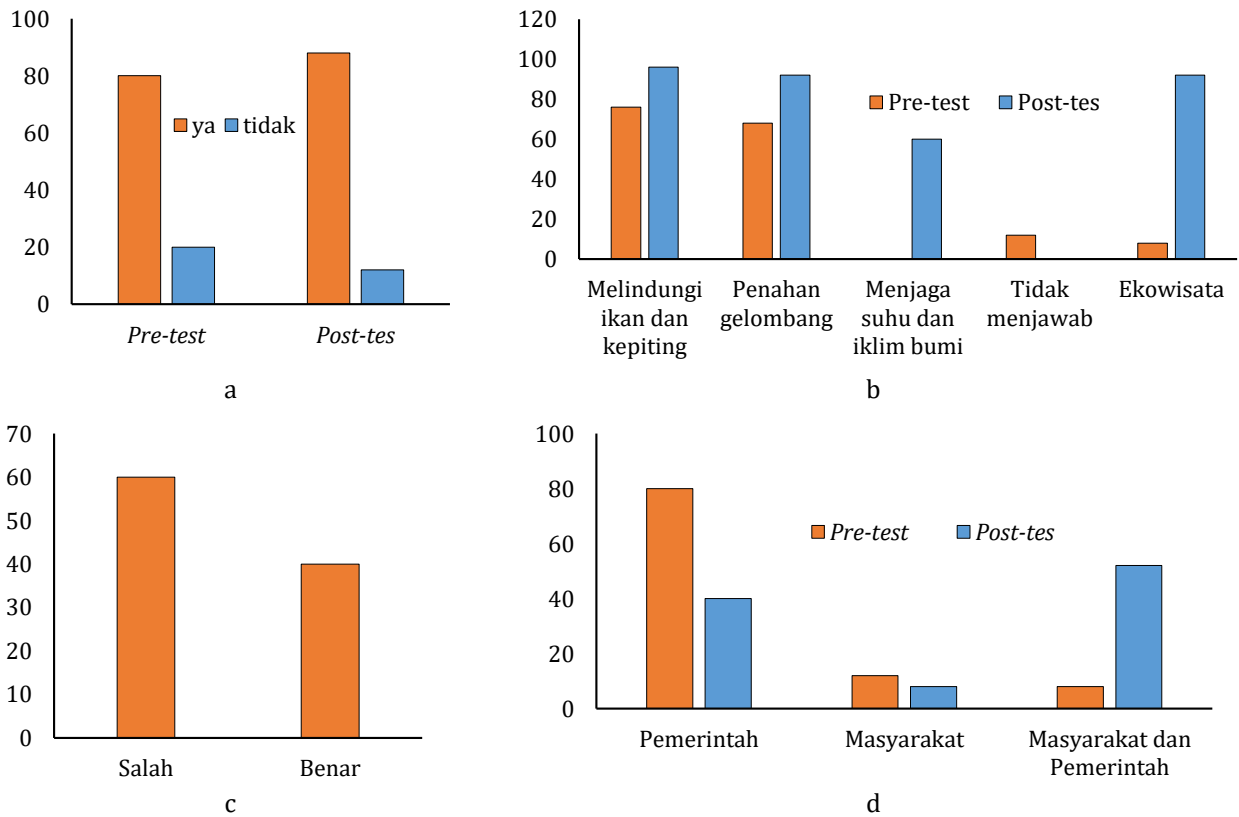 100
80
60
40
20
0
ya tidak
Pre-test Post-tes
a
120
100
80
60
40
20
0
Pre-test Post-tes
Melindungi
ikan dan
kepiting
Penahan
gelombang
Menjaga
suhu dan
iklim bumi
Tidak
menjawab
Ekowisata
b
70
60
50
40
30
20
10
0
Salah Benar
c
100
80
60
40
20
0
Pre-test Post-tes
Pemerintah
Masyarakat
Masyarakat dan
Pemerintah
d